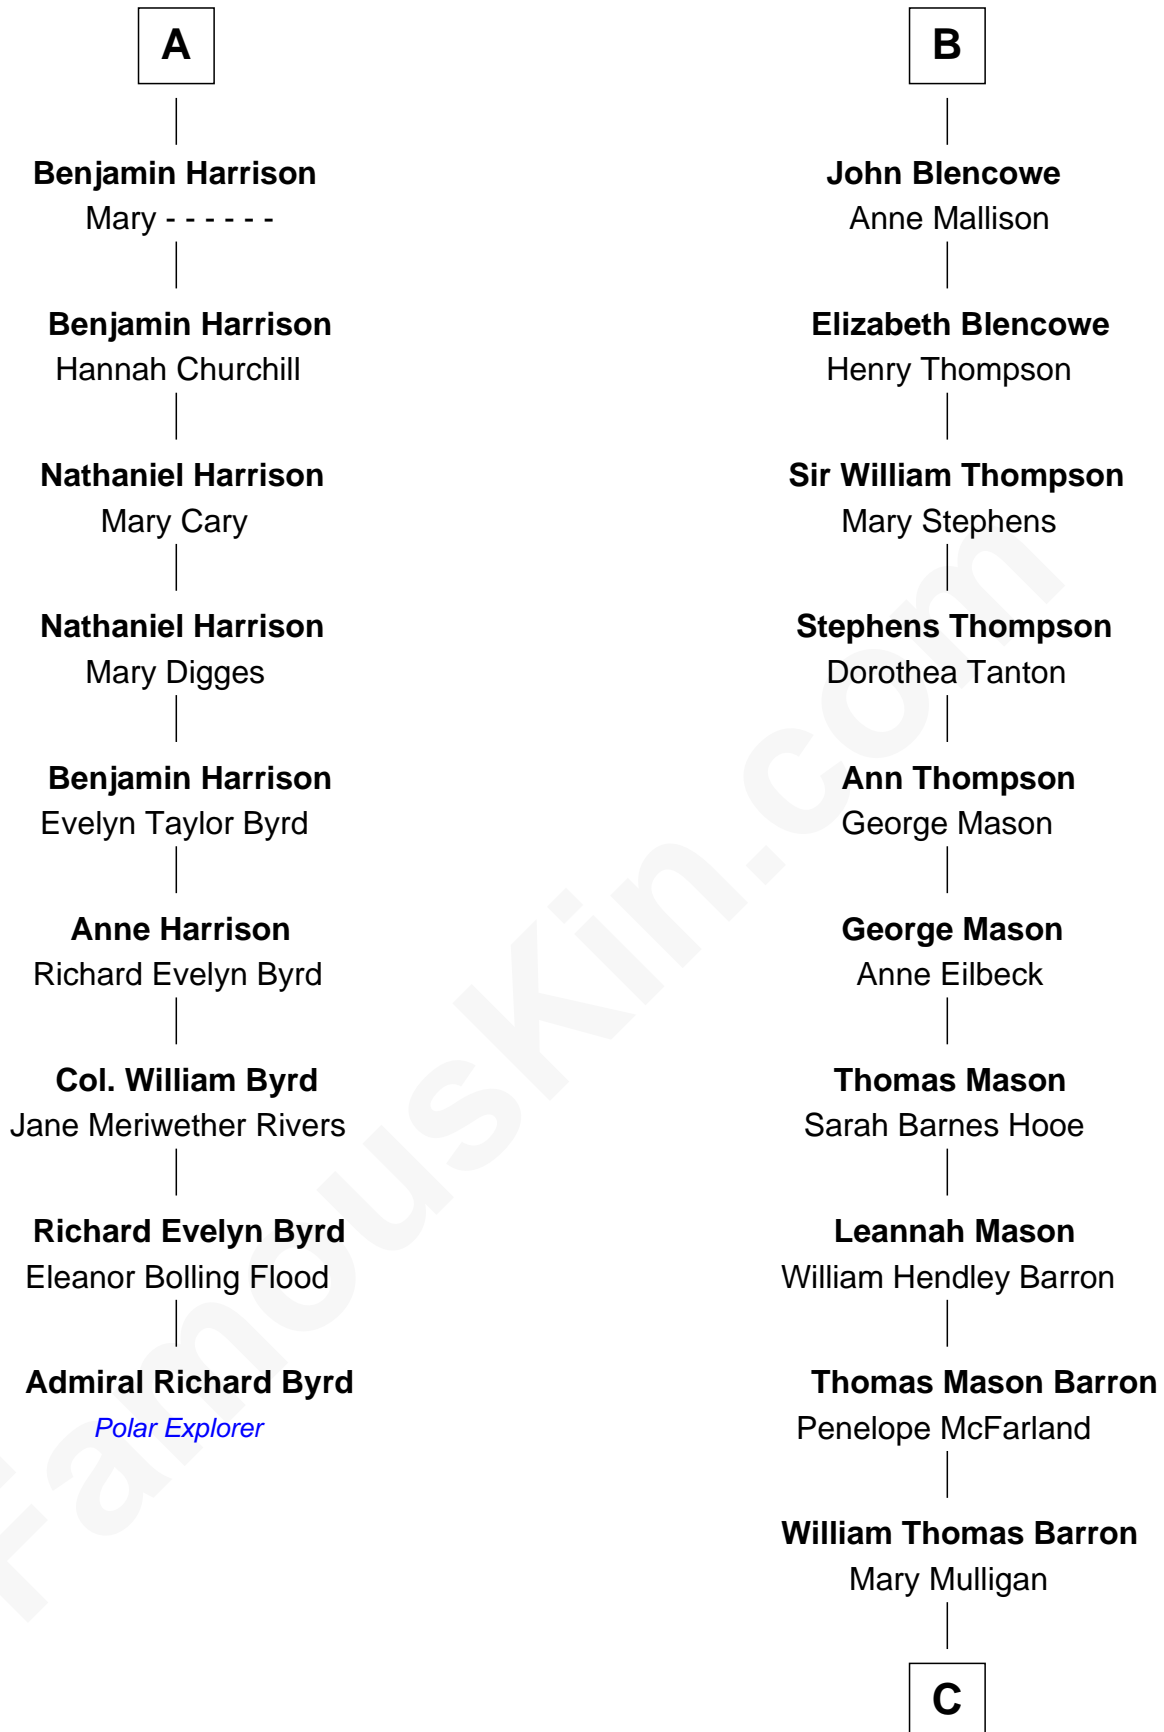 A
Benjamin Harrison
Mary - - - - - -
Benjamin Harrison
Hannah Churchill
Nathaniel Harrison
Mary Cary
Nathaniel Harrison
Mary Digges
Benjamin Harrison
Evelyn Taylor Byrd
Anne Harrison
Richard Evelyn Byrd
Col. William Byrd
Jane Meriwether Rivers
Richard Evelyn Byrd
Eleanor Bolling Flood
Admiral Richard Byrd
Polar Explorer
B
John Blencowe
Anne Mallison
Elizabeth Blencowe
Henry Thompson
Sir William Thompson
Mary Stephens
Stephens Thompson
Dorothea Tanton
Ann Thompson
George Mason
George Mason
Anne Eilbeck
Thomas Mason
Sarah Barnes Hooe
Leannah Mason
William Hendley Barron
Thomas Mason Barron
Penelope McFarland
William Thomas Barron
Mary Mulligan
C
FamousKin.com